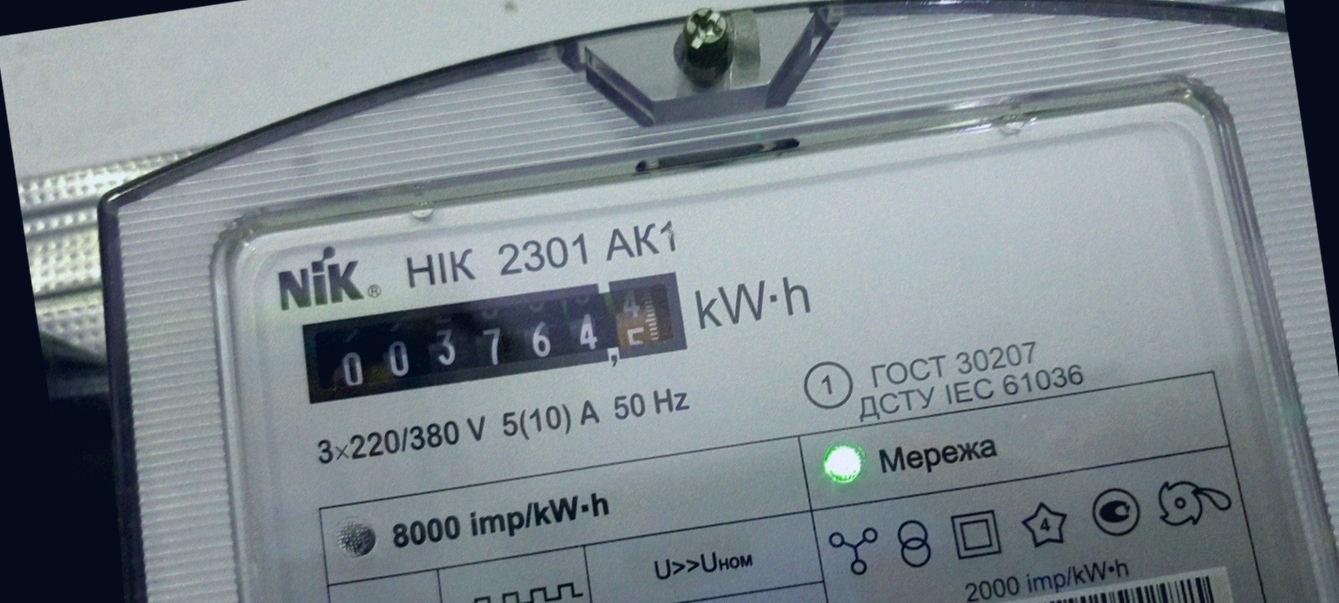 NiK® НІК 2301 АК1
003764, kW·h
3×220/380 V 5(10) A 50 Hz
1 ГОСТ 30207
ДСТУ IEC 61036
Мережа
8000 imp/kW·h
U>>Uном
4
2000 imp/kW·h